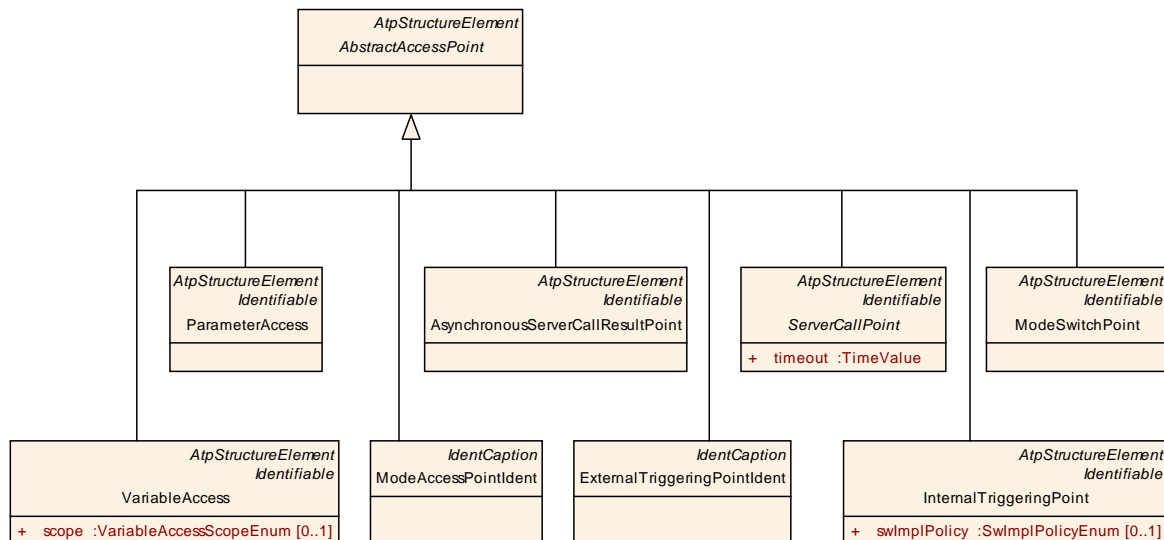 AtpStructureElement
AbstractAccessPoint
AtpStructureElement
Identifiable
ParameterAccess
AtpStructureElement
Identifiable
AsynchronousServerCallResultPoint
AtpStructureElement
Identifiable
ServerCallPoint
+ timeout :TimeValue
AtpStructureElement
Identifiable
ModeSwitchPoint
AtpStructureElement
Identifiable
VariableAccess
+ scope :VariableAccessScopeEnum [0..1]
IdentCaption
ModeAccessPointIdent
IdentCaption
ExternalTriggeringPointIdent
AtpStructureElement
Identifiable
InternalTriggeringPoint
+ swImplPolicy :SwImplPolicyEnum [0..1]